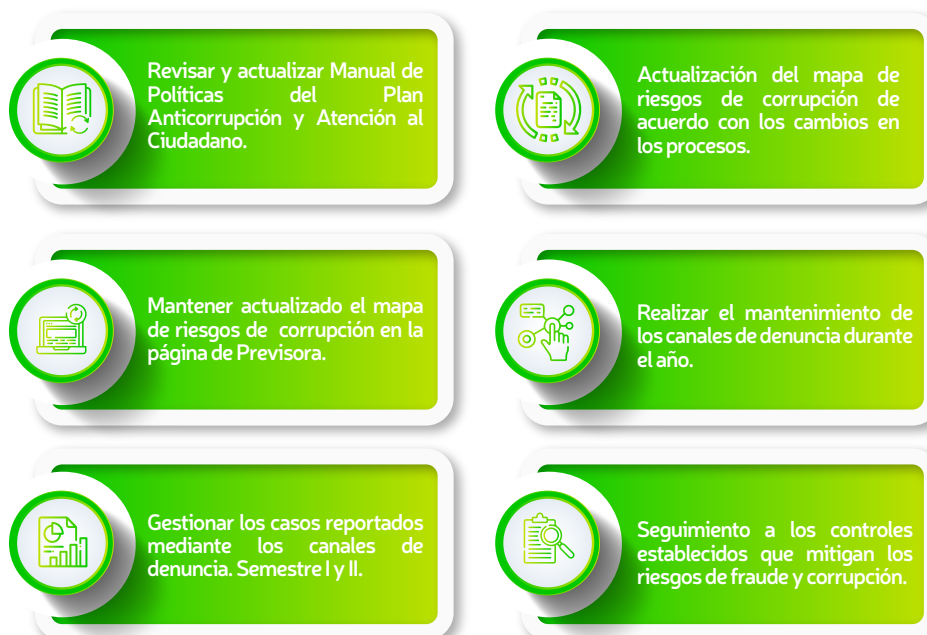 Revisar y actualizar Manual de
Políticas del Plan
Anticorrupción y Atención al
Ciudadano.
Actualización del mapa de
riesgos de corrupción de
acuerdo con los cambios en
los procesos.
Mantener actualizado el mapa
de riesgos de corrupción en la
página de Previsora.
Realizar el mantenimiento de
los canales de denuncia durante
el año.
Gestionar los casos reportados
mediante los canales de
denuncia. Semestre I y II.
Seguimiento a los controles
establecidos que mitigan los
riesgos de fraude y corrupción.